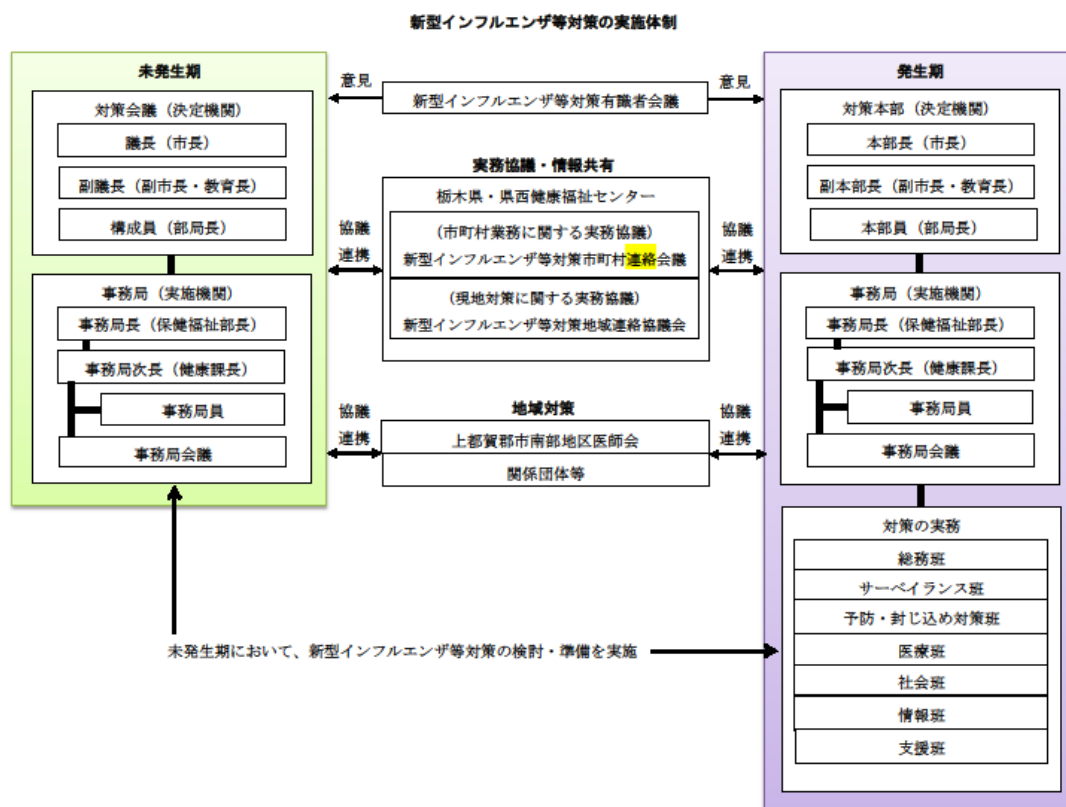 新型インフルエンザ等対策の実施体制
未発生期
対策会議（決定機関）
議長（市長）
副議長（副市長・教育長）
構成員（部局長）
事務局（実施機関）
事務局長（保健福祉部長）
事務局次長（健康課長）
事務局員
事務局会議
意見
新型インフルエンザ等対策有識者会議
意見
実務協議・情報共有
栃木県・県西健康福祉センター
（市町村業務に関する実務協議）
新型インフルエンザ等対策市町村連絡会議
（現地対策に関する実務協議）
新型インフルエンザ等対策地域連絡協議会
協議
連携
協議
連携
地域対策
上都賀郡市南部地区医師会
関係団体等
協議
連携
協議
連携
発生期
対策本部（決定機関）
本部長（市長）
副本部長（副市長・教育長）
本部員（部局長）
事務局（実施機関）
事務局長（保健福祉部長）
事務局次長（健康課長）
事務局員
事務局会議
対策の実務
総務班
サーベイランス班
予防・封じ込め対策班
医療班
社会班
情報班
支援班
未発生期において、新型インフルエンザ等対策の検討・準備を実施